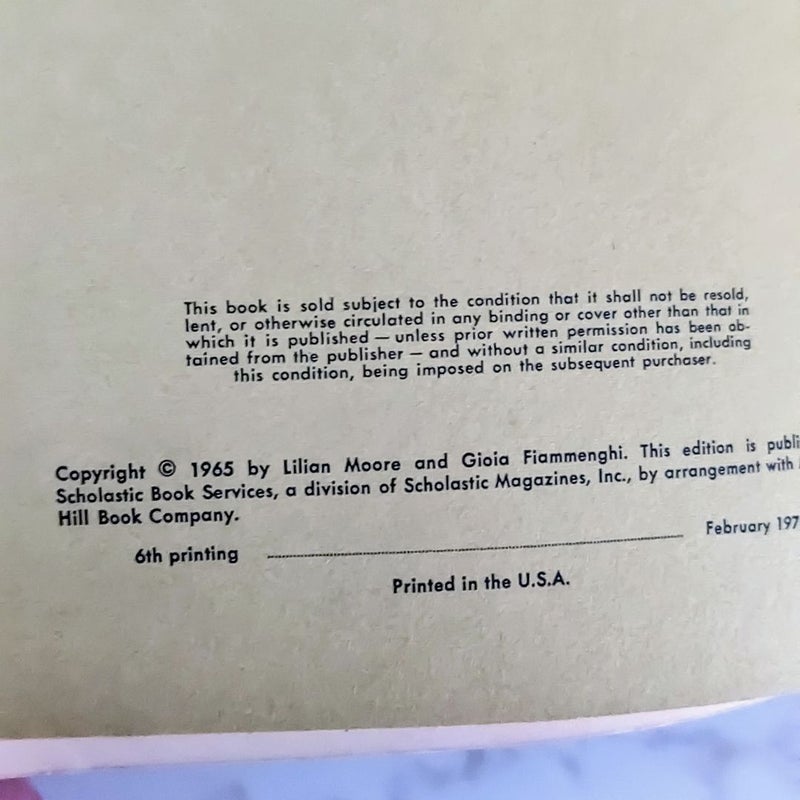 This book is sold subject to the condition that it shall not be resold,
lent, or otherwise circulated in any binding or cover other than that in
which it is published — unless prior written permission has been ob-
tained from the publisher — and without a similar condition, including
this condition, being imposed on the subsequent purchaser.
Copyright © 1965 by Lilian Moore and Gioia Fiammenghi. This edition is
Scholastic Book Services, a division of Scholastic Magazines, Inc., by arrangement with
Hill Book Company.
6th printing February
Printed in the U.S.A.